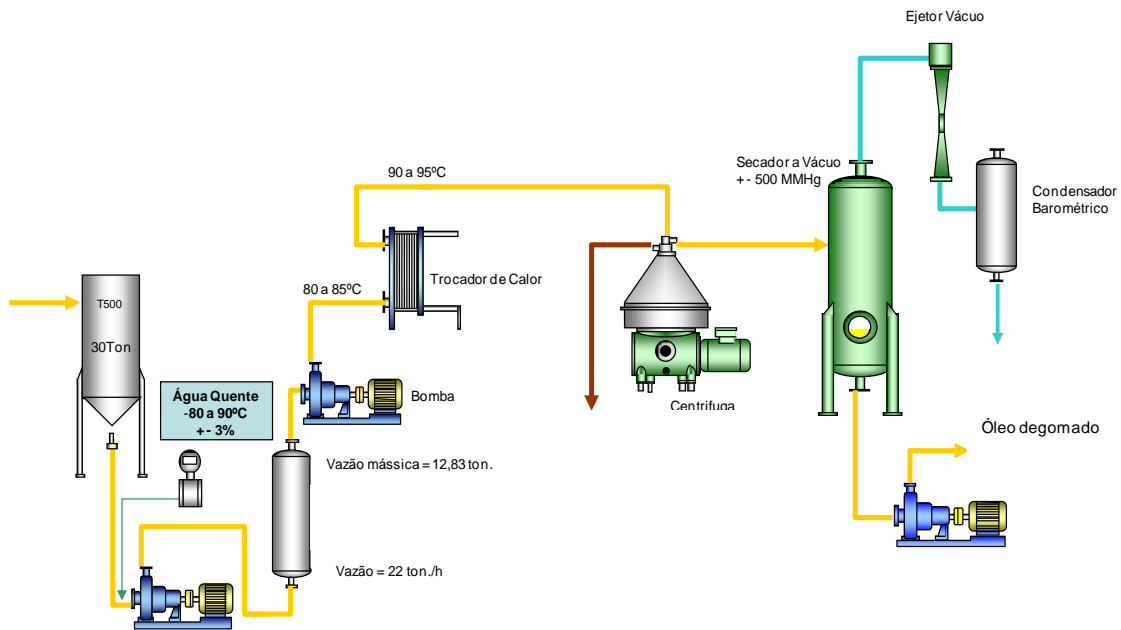 Ejetor Vácuo
Secador a Vácuo
+ - 500 MMHg
Condensador
Barométrico
90 a 95ºC
Trocador de Calor
80 a 85ºC
T500
30Ton
Água Quente
-80 a 90ºC
+ - 3%
Bomba
Centrifuga
Óleo degomado
Vazão mássica = 12,83 ton.
Vazão = 22 ton./h